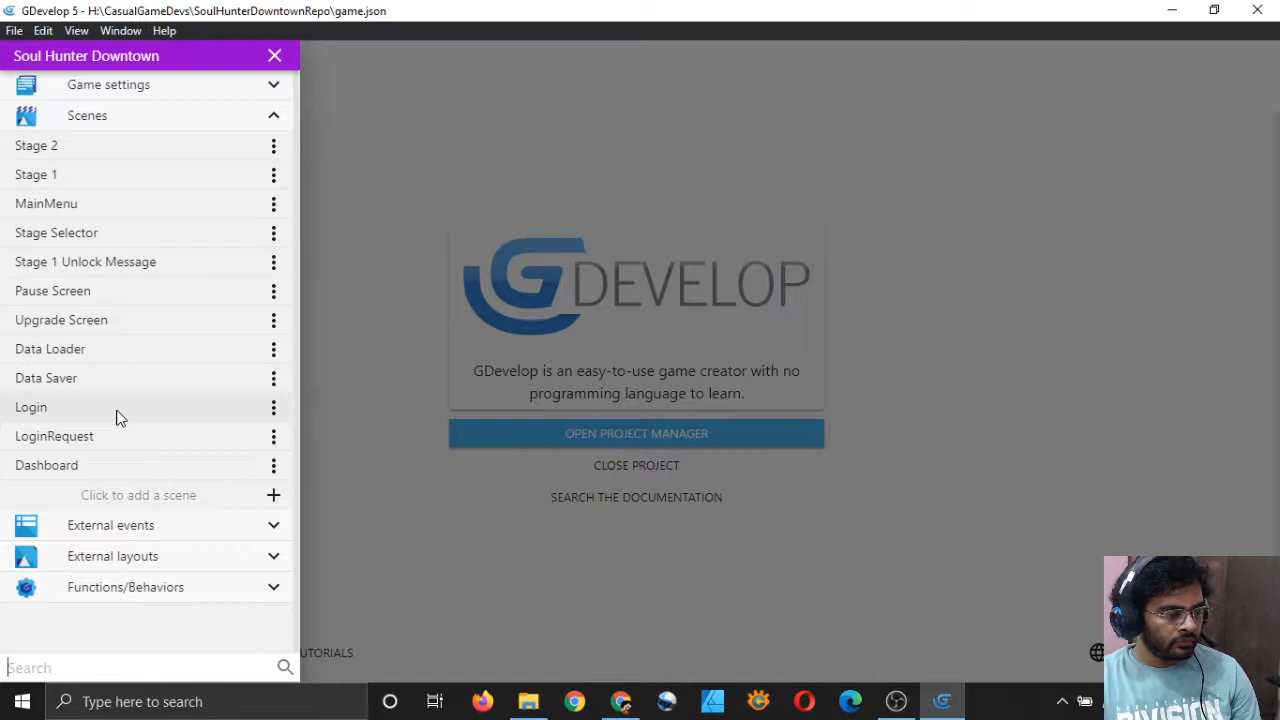 GDevelop 5 - H:\CasualGameDevs\SoulHunterDowntownRepo\game.json
File Edit View Window Help
Soul Hunter Downtown
Game settings
Scenes
Stage 2
Stage 1
MainMenu
Stage Selector
Stage 1 Unlock Message
Pause Screen
Upgrade Screen
Data Loader
Data Saver
Login
LoginRequest
Dashboard
Click to add a scene
External events
External layouts
Functions/Behaviors
Search
GDEVELOP
GDevelop is an easy-to-use game creator with no
programming language to learn.
OPEN PROJECT MANAGER
CLOSE PROJECT
SEARCH THE DOCUMENTATION
UTORIALS
Type here to search
DIVISION